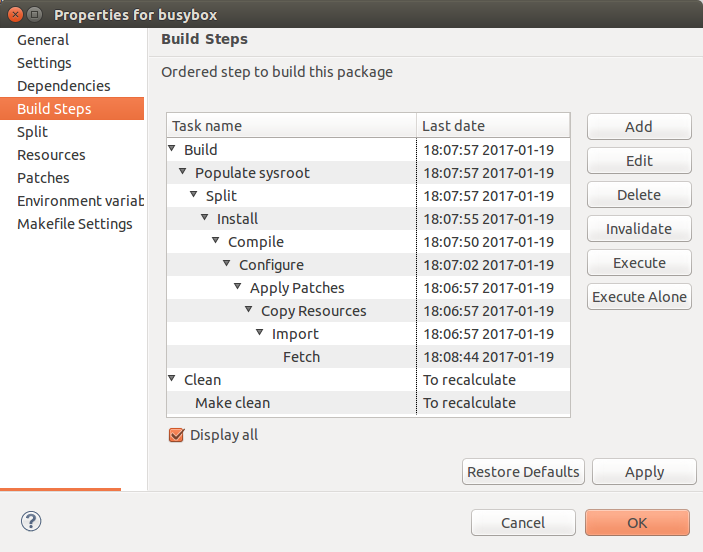 Properties for busybox
General
Settings
Dependencies
Build Steps
Split
Resources
Patches
Environment variab
Makefile Settings
Build Steps
Ordered step to build this package
Task name Last date
Build 18:07:57 2017-01-19
Populate sysroot 18:07:57 2017-01-19
Split 18:07:57 2017-01-19
Install 18:07:55 2017-01-19
Compile 18:07:50 2017-01-19
Configure 18:07:02 2017-01-19
Apply Patches 18:06:57 2017-01-19
Copy Resources 18:06:57 2017-01-19
Import 18:06:57 2017-01-19
Fetch 18:08:44 2017-01-19
Clean To recalculate
Make clean To recalculate
Add
Edit
Delete
Invalidate
Execute
Execute Alone
Display all
Restore Defaults Apply
? Cancel OK